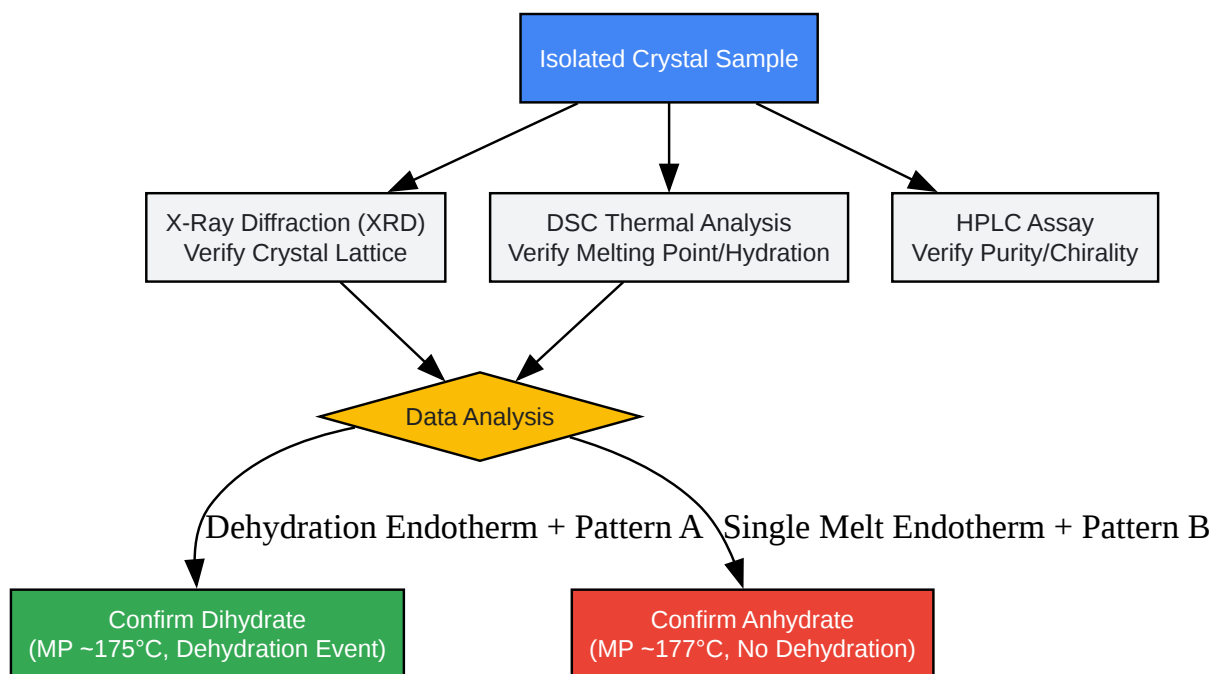 Isolated Crystal Sample
X-Ray Diffraction (XRD)
Verify Crystal Lattice
DSC Thermal Analysis
Verify Melting Point/Hydration
HPLC Assay
Verify Purity/Chirality
Data Analysis
Dehydration Endotherm + Pattern A
Single Melt Endotherm + Pattern B
Confirm Dihydrate
(MP ~175°C, Dehydration Event)
Confirm Anhydrate
(MP ~177°C, No Dehydration)